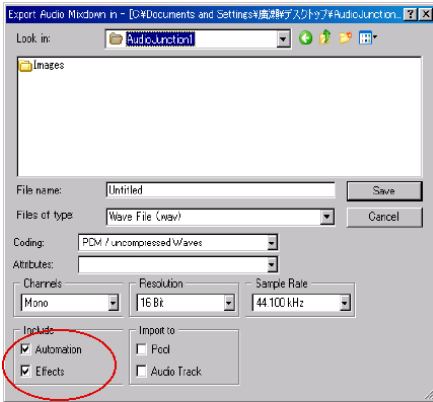 Export Audio Mixdown in - [C:¥Documents and Settings¥廣瀬¥デスクトップ¥AudioJunction...
Look in:
AudioJunction1
Images
File name:
Untitled
Save
Files of type:
Wave File (.wav)
Cancel
Coding:
PCM / uncompressed Waves
Attributes:
Channels
Resolution
Sample Rate
Mono
16 Bit
44.100 kHz
Include
Import to
Automation
Pool
Effects
Audio Track